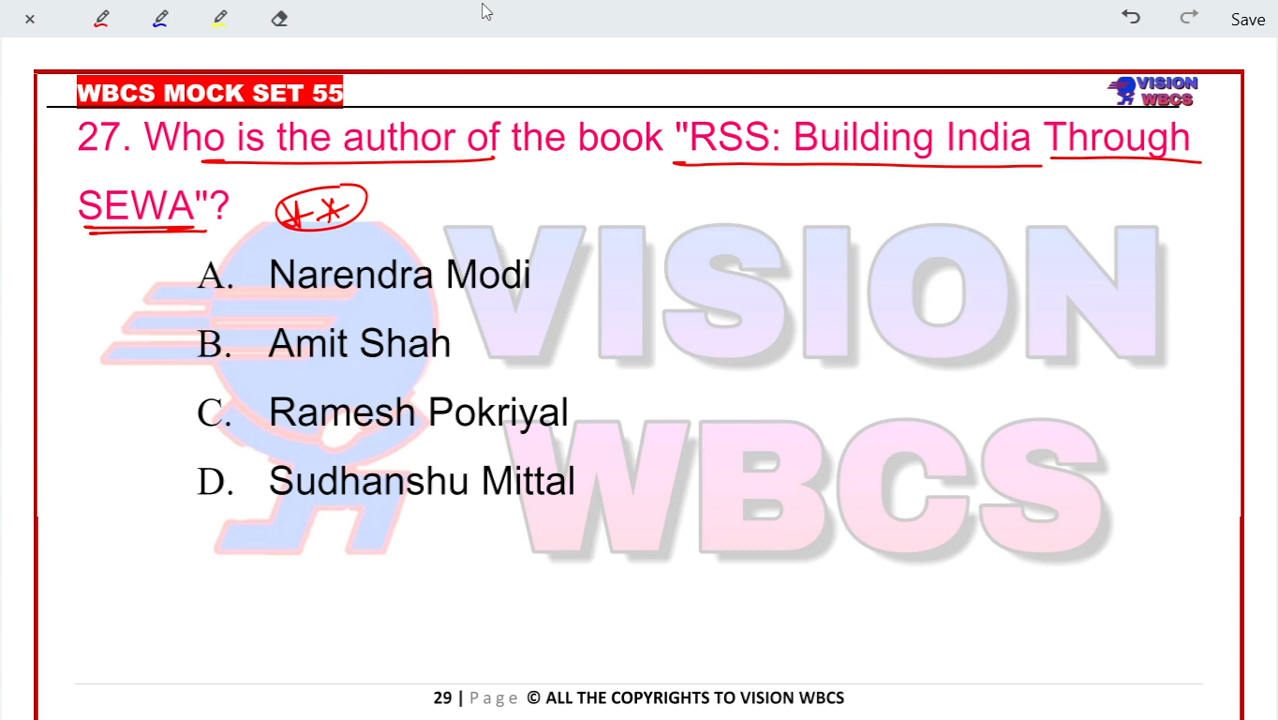 Save
WBCS MOCK SET 55
VISION
WBCS
27. Who is the author of the book "RSS: Building India Through
SEWA"?
A. Narendra Modi
B. Amit Shah
C. Ramesh Pokriyal
D. Sudhanshu Mittal
VISION
WBCS
29 | Page © ALL THE COPYRIGHTS TO VISION WBCS